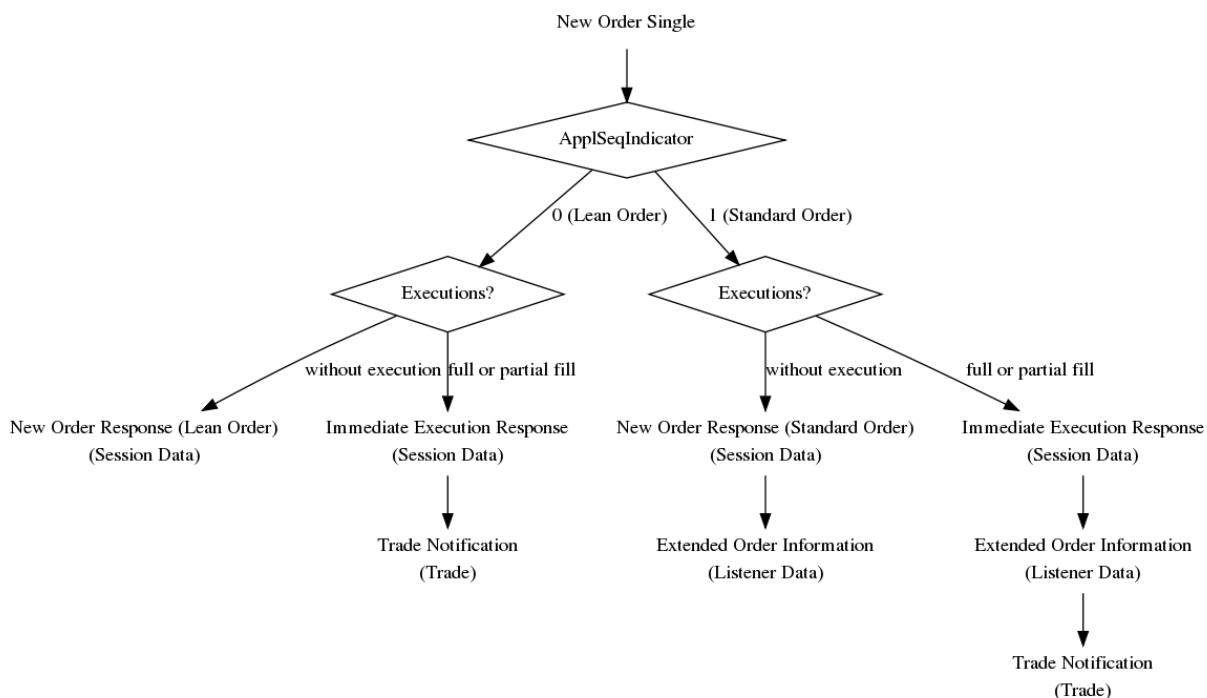 New Order Single
ApplSeqIndicator
0 (Lean Order)
1 (Standard Order)
Executions?
Executions?
without execution
full or partial fill
without execution
full or partial fill
New Order Response (Lean Order)
(Session Data)
Immediate Execution Response
(Session Data)
New Order Response (Standard Order)
(Session Data)
Immediate Execution Response
(Session Data)
Trade Notification
(Trade)
Extended Order Information
(Listener Data)
Extended Order Information
(Listener Data)
Trade Notification
(Trade)